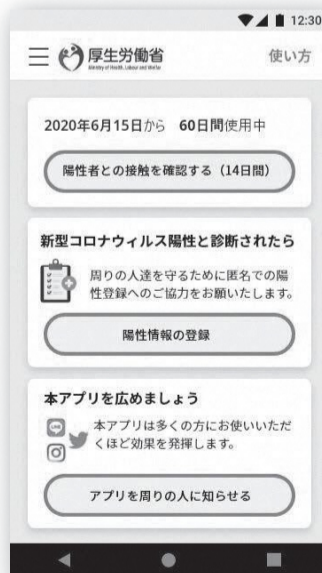 12:30
厚生労働省
Ministry of Health, Labour and Welfare
使い方
2020年6月15日から 60日間使用中
陽性者との接触を確認する（14日間）
新型コロナウィルス陽性と診断されたら
周りの人達を守るために匿名での陽
性登録へのご協力をお願いいたします。
陽性情報の登録
本アプリを広めましょう
LINE
本アプリは多くの方にお使いいただ
くほど効果を発揮します。
アプリを周りの人に知らせる